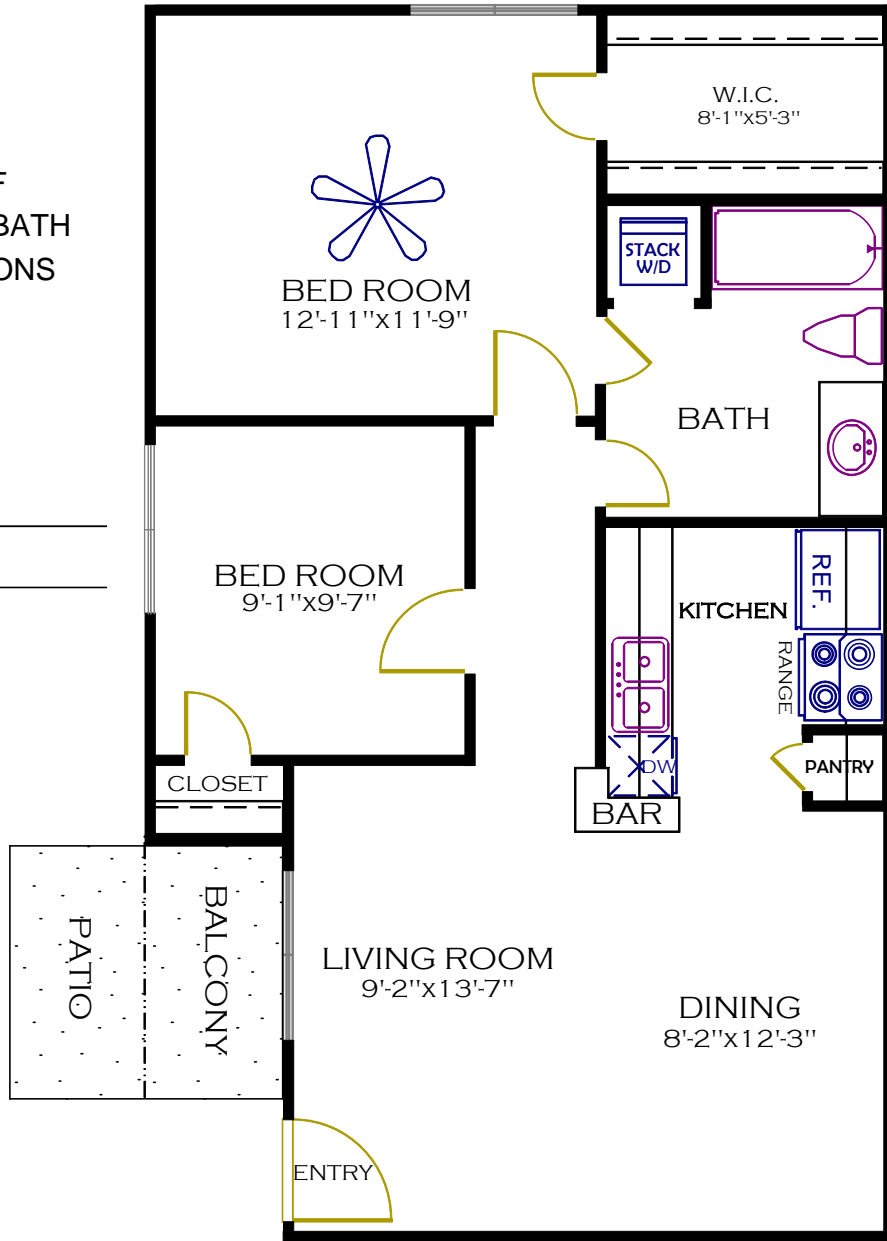 W.I.C.
8'-1"x5'-3"
BATH
STACK
W/D
BED ROOM
12'-11"x11'-9"
BATH
BED ROOM
9'-1"x9'-7"
REF.
KITCHEN
RANGE
DW
PANTRY
CLOSET
BAR
PATIO
BALCONY
LIVING ROOM
9'-2"x13'-7"
DINING
8'-2"x12'-3"
ENTRY